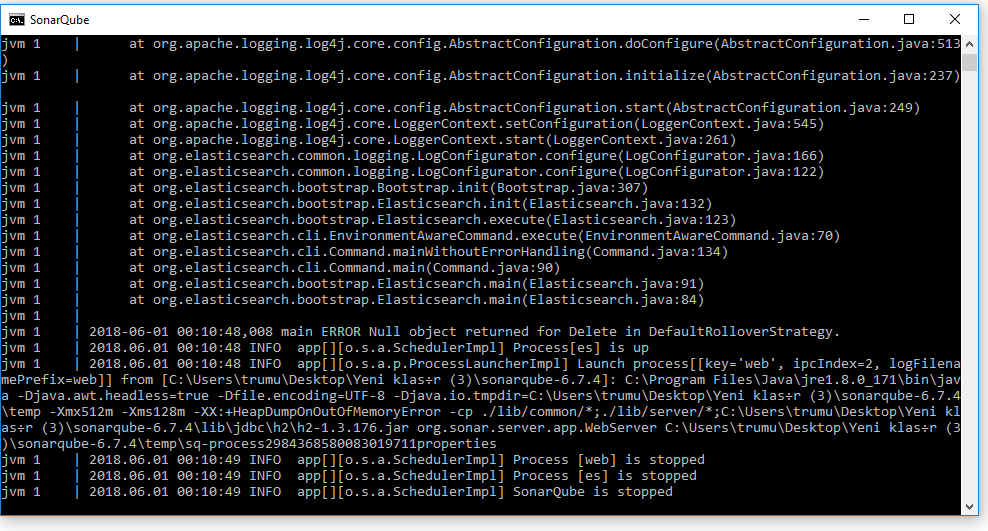 SonarQube
jvm 1    |      at org.apache.logging.log4j.core.config.AbstractConfiguration.doConfigure(AbstractConfiguration.java:513
)
jvm 1    |      at org.apache.logging.log4j.core.config.AbstractConfiguration.initialize(AbstractConfiguration.java:237)
jvm 1    |      at org.apache.logging.log4j.core.config.AbstractConfiguration.start(AbstractConfiguration.java:249)
jvm 1    |      at org.apache.logging.log4j.core.LoggerContext.setConfiguration(LoggerContext.java:545)
jvm 1    |      at org.apache.logging.log4j.core.LoggerContext.start(LoggerContext.java:261)
jvm 1    |      at org.elasticsearch.common.logging.LogConfigurator.configure(LogConfigurator.java:166)
jvm 1    |      at org.elasticsearch.common.logging.LogConfigurator.configure(LogConfigurator.java:122)
jvm 1    |      at org.elasticsearch.bootstrap.Bootstrap.init(Bootstrap.java:307)
jvm 1    |      at org.elasticsearch.bootstrap.Elasticsearch.init(Elasticsearch.java:132)
jvm 1    |      at org.elasticsearch.bootstrap.Elasticsearch.execute(Elasticsearch.java:123)
jvm 1    |      at org.elasticsearch.cli.EnvironmentAwareCommand.execute(EnvironmentAwareCommand.java:70)
jvm 1    |      at org.elasticsearch.cli.Command.mainWithoutErrorHandling(Command.java:134)
jvm 1    |      at org.elasticsearch.cli.Command.main(Command.java:90)
jvm 1    |      at org.elasticsearch.bootstrap.Elasticsearch.main(Elasticsearch.java:91)
jvm 1    |      at org.elasticsearch.bootstrap.Elasticsearch.main(Elasticsearch.java:84)
jvm 1    |
jvm 1    | 2018-06-01 00:10:48,008 main ERROR Null object returned for Delete in DefaultRolloverStrategy.
jvm 1    | 2018.06.01 00:10:48 INFO  app[][o.s.a.SchedulerImpl] Process[es] is up
jvm 1    | 2018.06.01 00:10:48 INFO  app[][o.s.a.p.ProcessLauncherImpl] Launch process[[key='web', ipcIndex=2, logFilena
mePrefix=web]] from [C:\Users\trumu\Desktop\Yeni klas÷r (3)\sonarqube-6.7.4]: C:\Program Files\Java\jre1.8.0_171\bin\jav
a -Djava.awt.headless=true -Dfile.encoding=UTF-8 -Djava.io.tmpdir=C:\Users\trumu\Desktop\Yeni klas÷r (3)\sonarqube-6.7.4
\temp -Xmx512m -Xms128m -XX:+HeapDumpOnOutOfMemoryError -cp ./lib/common/*;./lib/server/*;C:\Users\trumu\Desktop\Yeni kl
as÷r (3)\sonarqube-6.7.4\lib\jdbc\h2\h2-1.3.176.jar org.sonar.server.app.WebServer C:\Users\trumu\Desktop\Yeni klas÷r (3
)\sonarqube-6.7.4\temp\sq-process2984368580083019711properties
jvm 1    | 2018.06.01 00:10:49 INFO  app[][o.s.a.SchedulerImpl] Process [web] is stopped
jvm 1    | 2018.06.01 00:10:49 INFO  app[][o.s.a.SchedulerImpl] Process [es] is stopped
jvm 1    | 2018.06.01 00:10:49 INFO  app[][o.s.a.SchedulerImpl] SonarQube is stopped